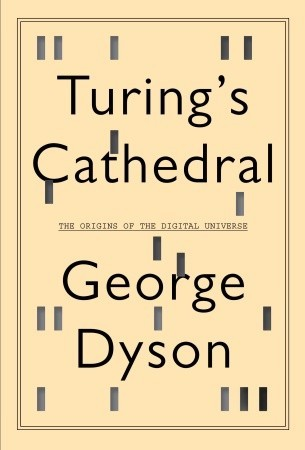 Turing's
Cathedral
THE ORIGINS OF THE DIGITAL UNIVERSE
George
Dyson